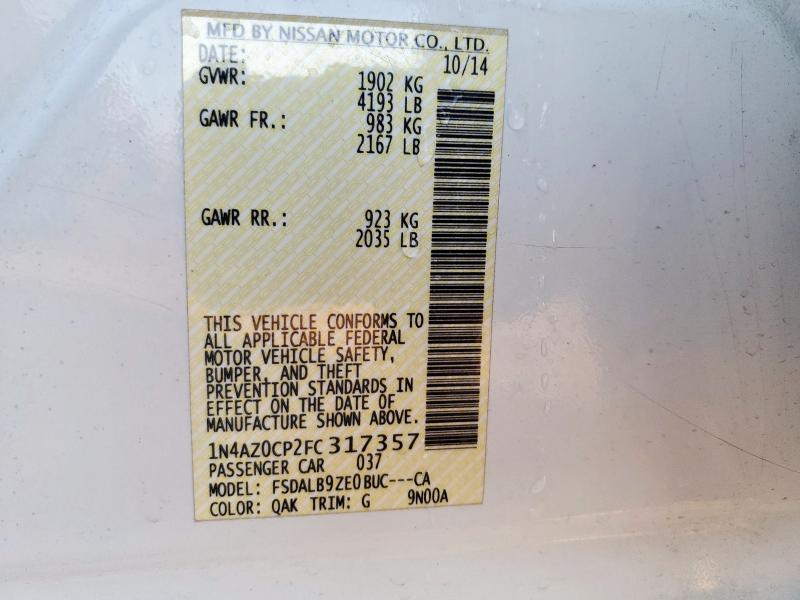 MFD BY NISSAN MOTOR CO., LTD.
DATE: 10/14
GVWR: 1902 KG
4193 LB
GAWR FR.: 983 KG
2167 LB
GAWR RR.: 923 KG
2035 LB
THIS VEHICLE CONFORMS TO
ALL APPLICABLE FEDERAL
MOTOR VEHICLE SAFETY,
BUMPER, AND THEFT
PREVENTION STANDARDS IN
EFFECT ON THE DATE OF
MANUFACTURE SHOWN ABOVE.
1N4AZ0CP2FC317357
PASSENGER CAR 037
MODEL: FSDALB9ZE0BUC---CA
COLOR: QAK TRIM: G 9N00A